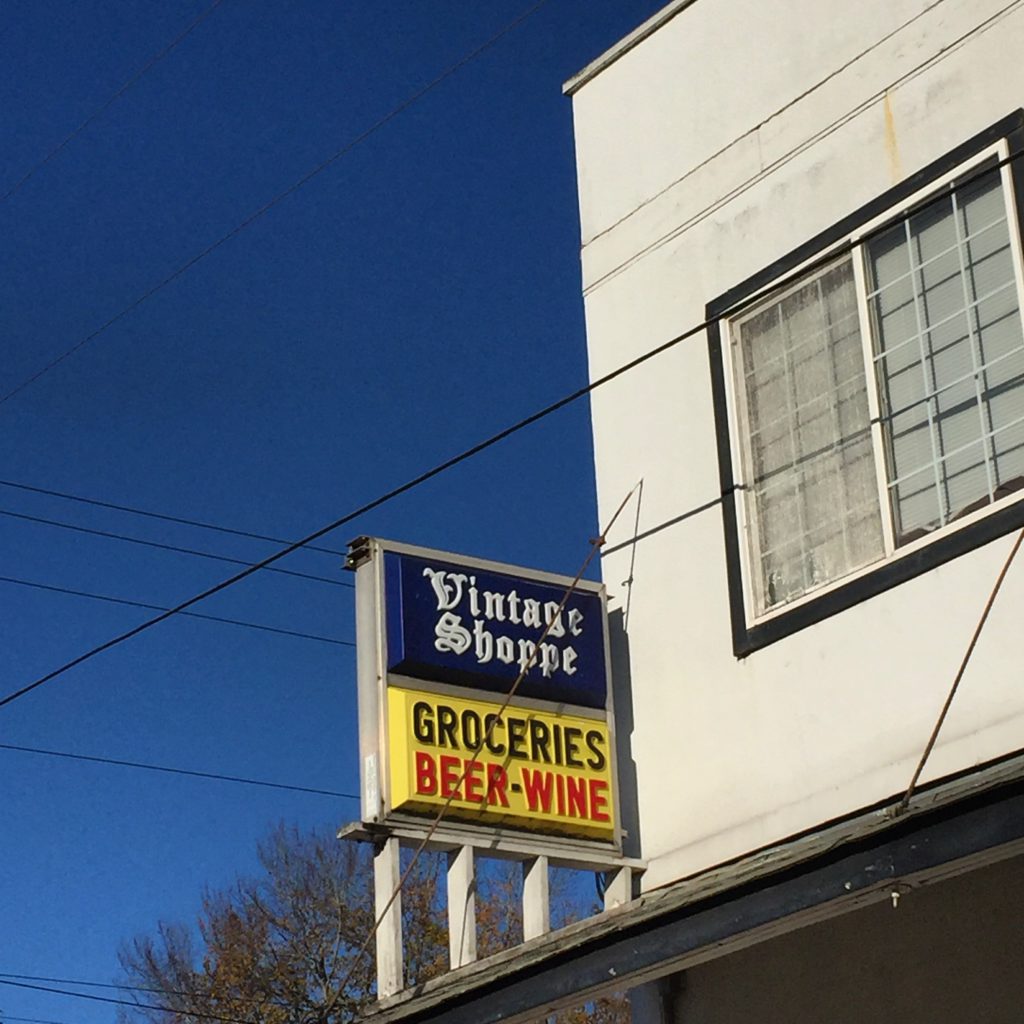 Vintage
Shoppe
GROCERIES
BEER-WINE